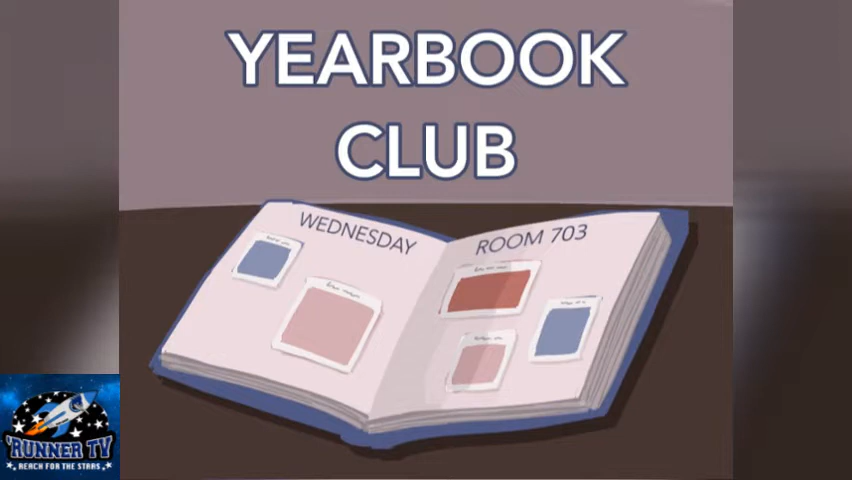 YEARBOOK
CLUB
WEDNESDAY
ROOM 703
'RUNNER TV
REACH FOR THE STARS